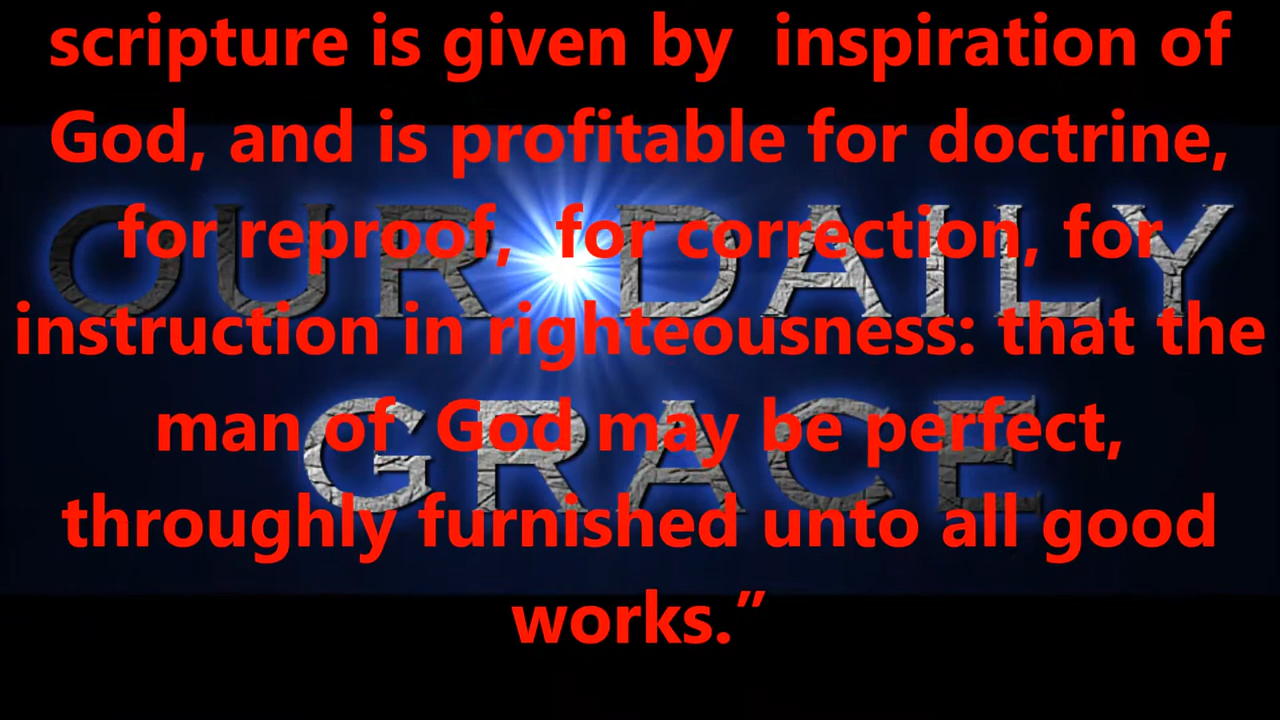 scripture is given by inspiration of
God, and is profitable for doctrine,
for reproof, for correction, for
instruction in righteousness: that the
man of God may be perfect,
throughly furnished unto all good
works.”
OUR DAILY
GRACE